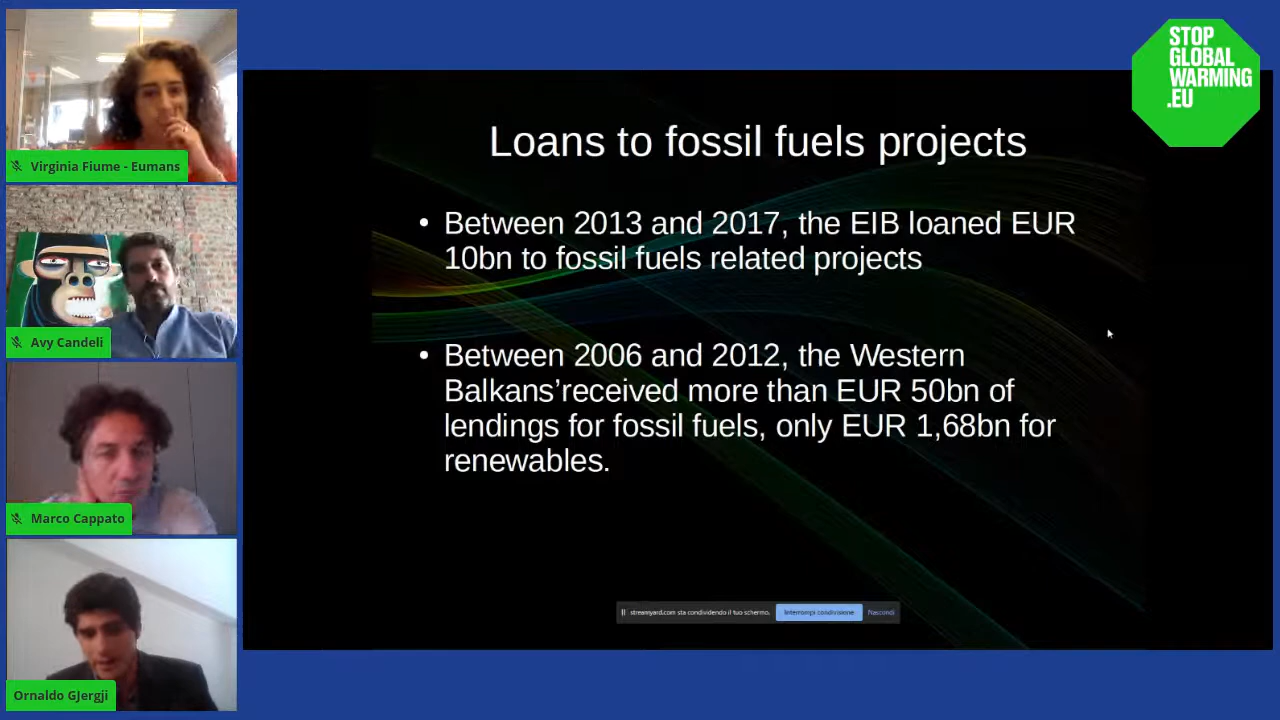 STOP
GLOBAL
WARMING
.EU
Loans to fossil fuels projects
• Between 2013 and 2017, the EIB loaned EUR
10bn to fossil fuels related projects
• Between 2006 and 2012, the Western
Balkans’received more than EUR 50bn of
lendings for fossil fuels, only EUR 1,68bn for
renewables.
streamyard.com sta condividendo il tuo schermo.
Interrompi condivisione
Nascondi
Virginia Fiume - Eumans
Avy Candeli
Marco Cappato
Ornaldo GJergji